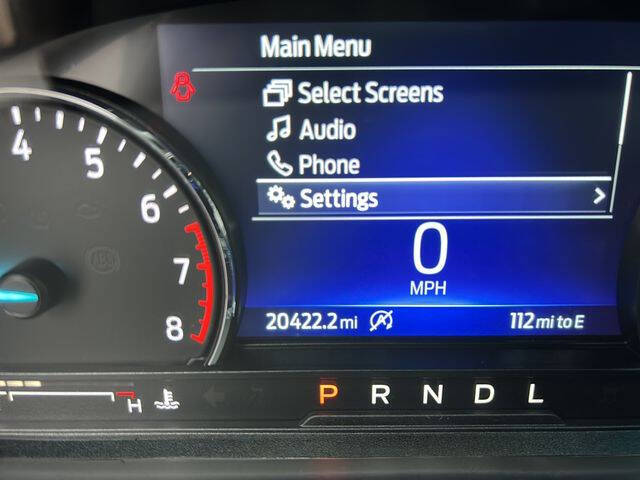 Main Menu
Select Screens
Audio
Phone
Settings
4
5
6
7
8
0
MPH
20422.2 mi
112 mi to E
H
P R N D L